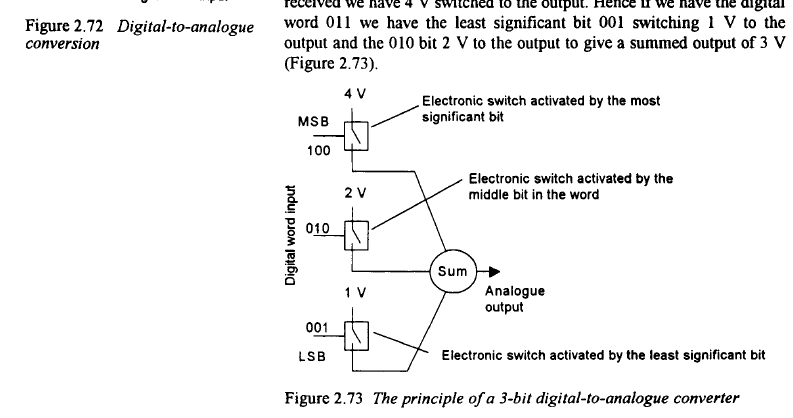 received we have 4 V switched to the output. Hence if we have the digital
word 011 we have the least significant bit 001 switching 1 V to the
output and the 010 bit 2 V to the output to give a summed output of 3 V
(Figure 2.73).
Figure 2.72 Digital-to-analogue
conversion
4 V
Electronic switch activated by the most
significant bit
MSB
100
Electronic switch activated by the
middle bit in the word
2 V
010
Digital word input
Sum
Analogue
output
1 V
001
LSB
Electronic switch activated by the least significant bit
Figure 2.73 The principle of a 3-bit digital-to-analogue converter